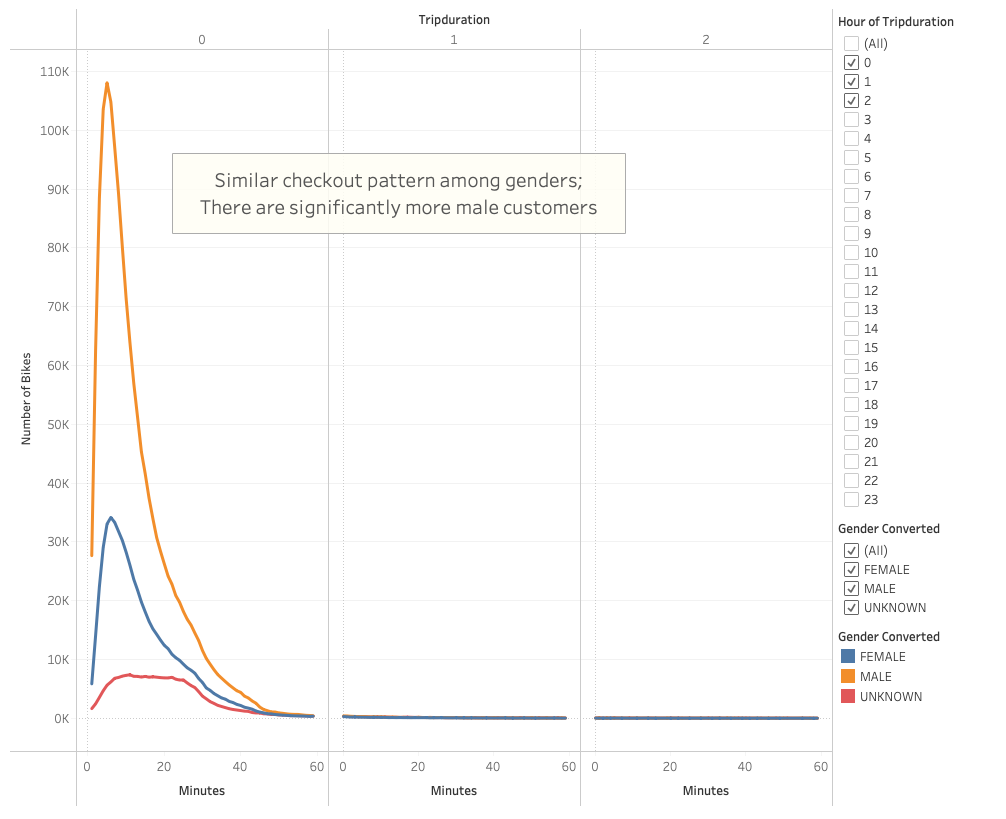 Tripduration
0
1
2
110K
100K
90K
80K
70K
60K
50K
40K
30K
20K
10K
0K
Number of Bikes
Similar checkout pattern among genders;
There are significantly more male customers
0 20 40 60
0 20 40 60
0 20 40 60
Minutes
Minutes
Minutes
Hour of Tripduration
(All)
0
1
2
3
4
5
6
7
8
9
10
11
12
13
14
15
16
17
18
19
20
21
22
23
Gender Converted
(All)
FEMALE
MALE
UNKNOWN
Gender Converted
FEMALE
MALE
UNKNOWN